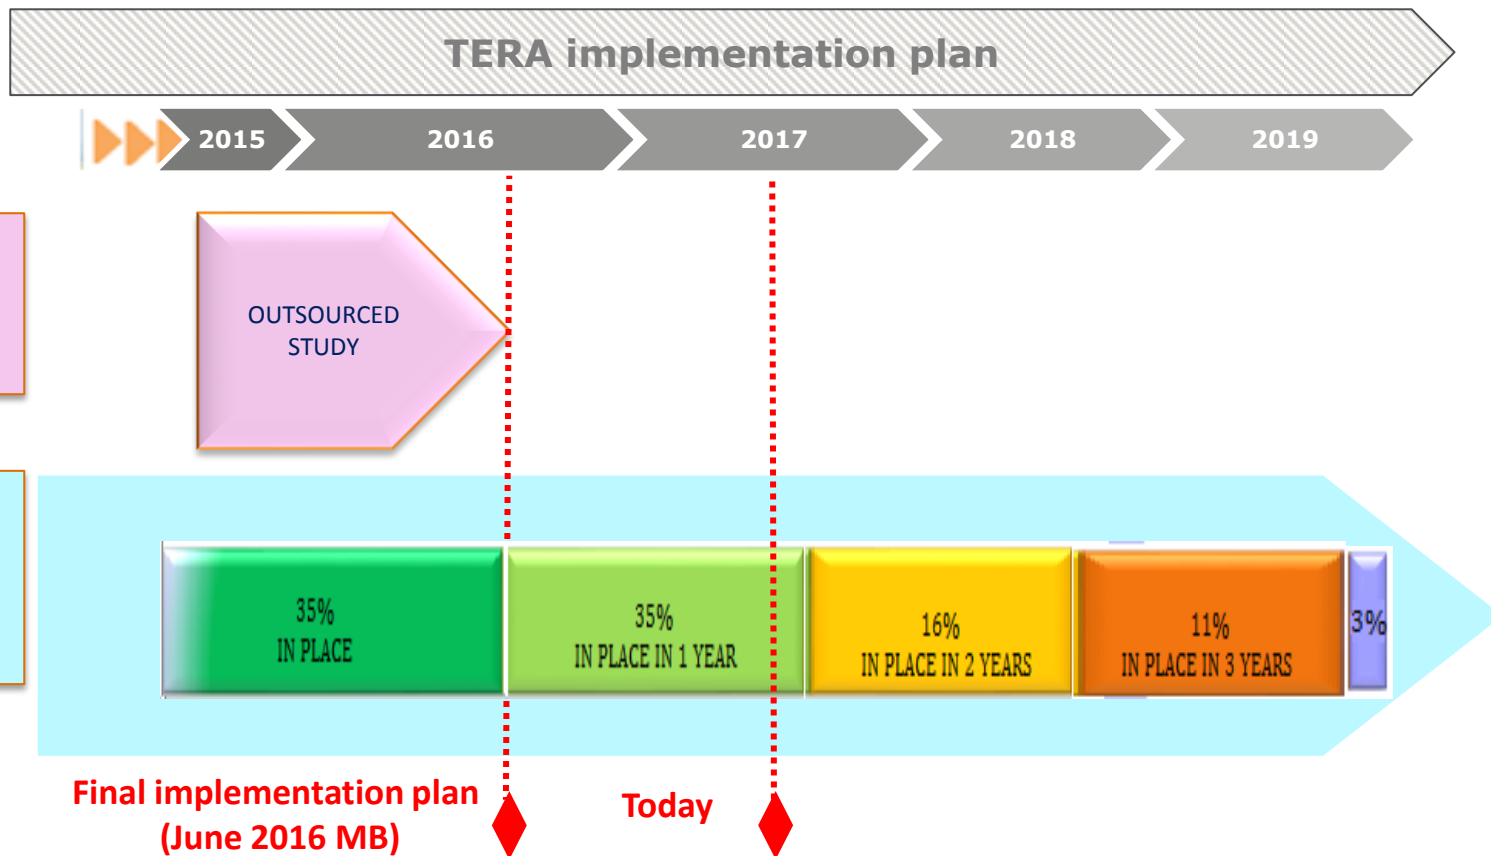 TERA implementation plan
2015 2016 2017 2018 2019
OUTSOURCED
STUDY
35%
IN PLACE
35%
IN PLACE IN 1 YEAR
16%
IN PLACE IN 2 YEARS
11%
IN PLACE IN 3 YEARS
3%
Final implementation plan
(June 2016 MB)
Today